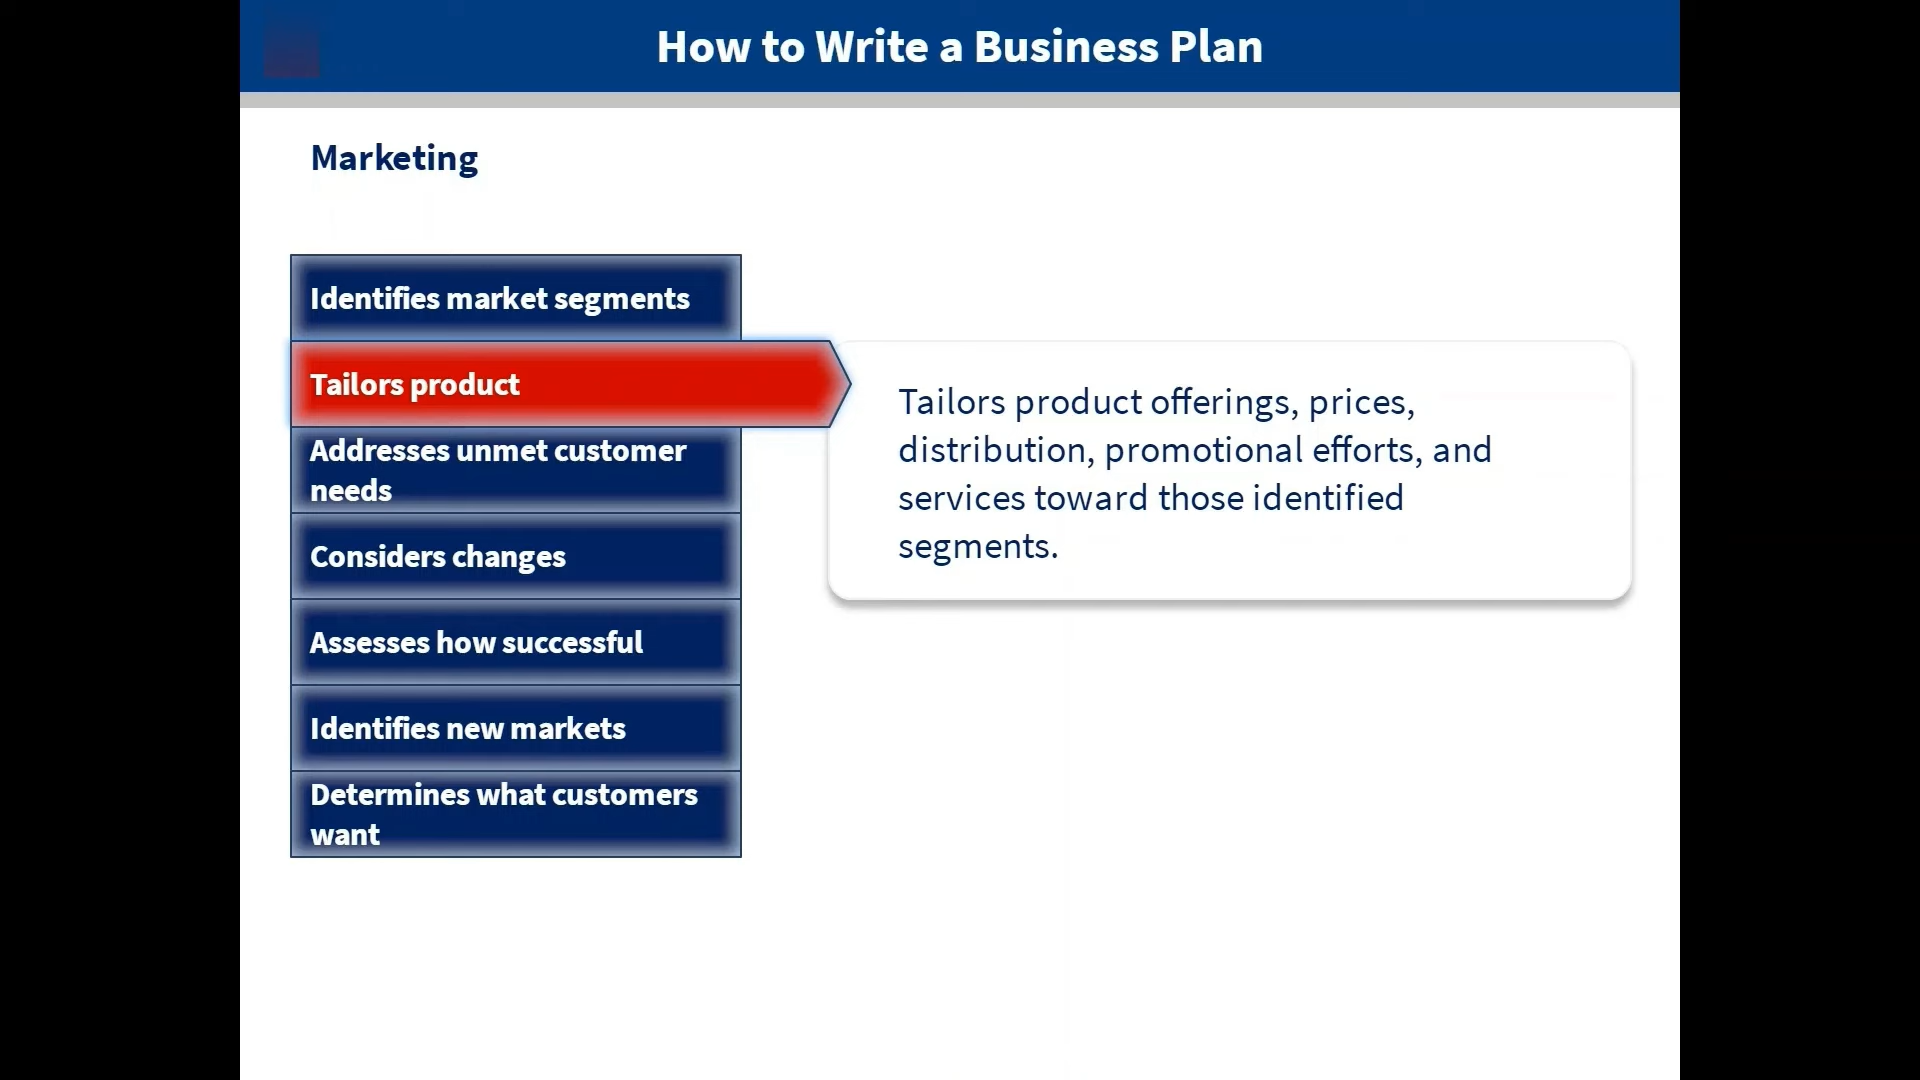 How to Write a Business Plan
Marketing
Identifies market segments
Tailors product
Addresses unmet customer
needs
Considers changes
Assesses how successful
Identifies new markets
Determines what customers
want
Tailors product offerings, prices,
distribution, promotional efforts, and
services toward those identified
segments.